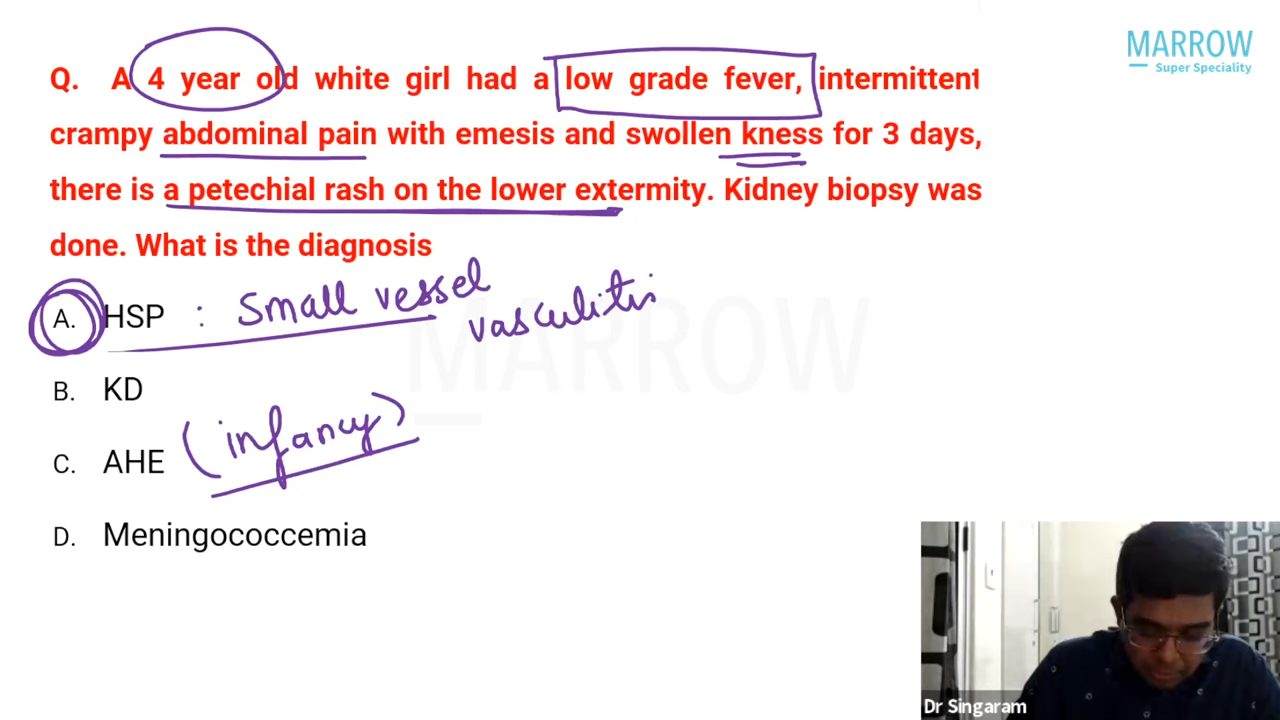 MARROW
Super Speciality
Q. A 4 year old white girl had a low grade fever, intermittent
crampy abdominal pain with emesis and swollen kness for 3 days,
there is a petechial rash on the lower extermity. Kidney biopsy was
done. What is the diagnosis
A. HSP : Small vessel
vasculitis
B. KD
(infancy)
C. AHE
D. Meningococcemia
MARROW
Dr Singaram